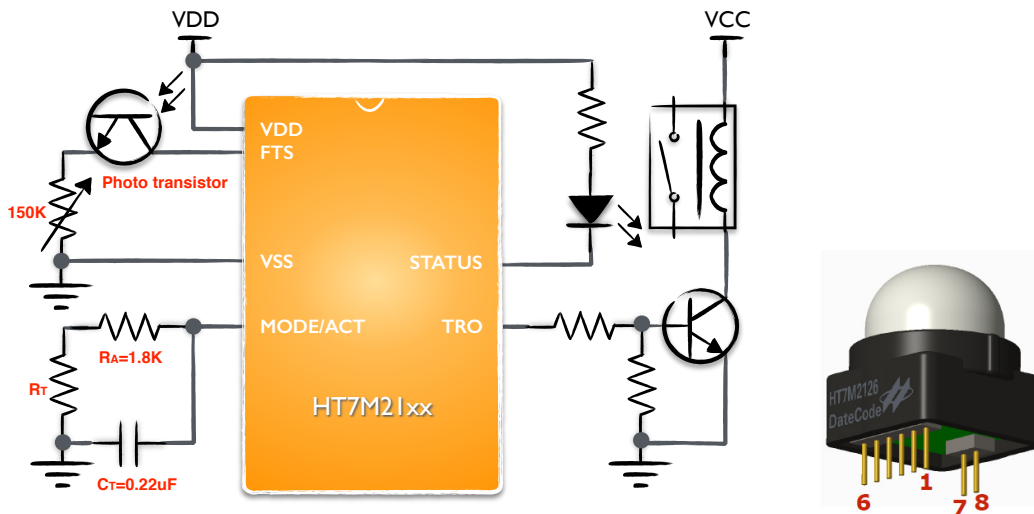 VDD
VCC
VDD
FTS
Photo transistor
150K
VSS
STATUS
MODE/ACT
TRO
RA=1.8K
RT
HT7M21xx
CT=0.22uF
HT7M2126
DateCode
6
1
7
8